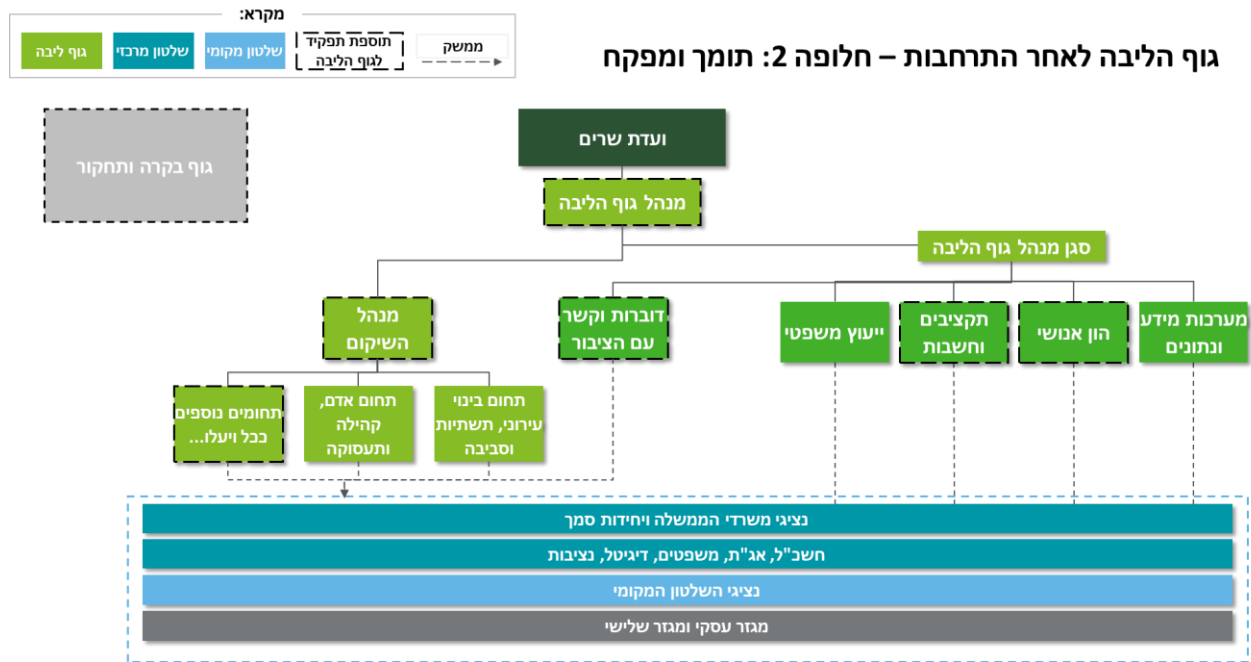 מקרא:
גוף ליבה
שלטון מרכזי
שלטון מקומי
תוספת תפקיד
לגוף הליבה
ממשק
גוף הליבה לאחר התרחבות – חלופה 2: תומך ומפקח
גוף בקרה ותחקור
ועדת שרים
מנהל גוף הליבה
סגן מנהל גוף הליבה
מערכות מידע
ונתונים
הון אנושי
תקציבים
וחשבות
ייעוץ משפטי
דוברות וקשר
עם הציבור
מנהל
השיקום
תחום בינוי
עירוני, תשתיות
וסביבה
תחום אדם,
קהילה
ותעסוקה
תחומים נוספים
ככל ויעלו...
נציגי משרדי הממשלה ויחידות סמך
חשכ"ל, אג"ת, משפטים, דיגיטל, נציבות
נציגי השלטון המקומי
מגזר עסקי ומגזר שלישי